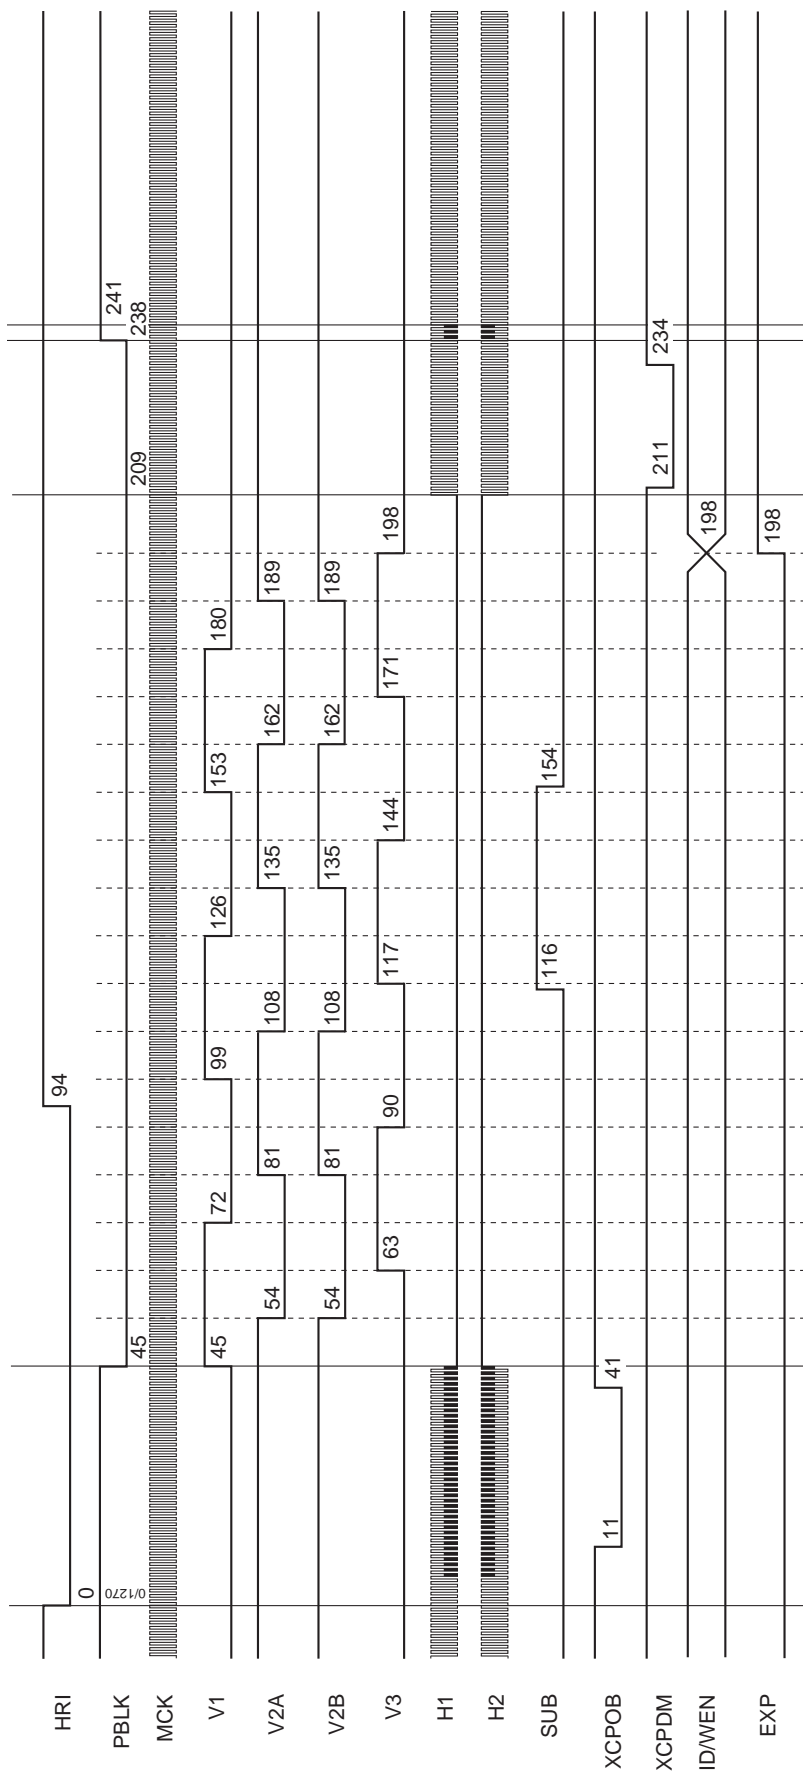 HRI 0 94
PBLK 0/1270 45 209 238 241
MCK
V1 45 72 99 126 153 180
V2A 54 81 108 135 162 189
V2B 54 81 108 135 162 189
V3 63 90 117 144 171 198
H1
H2
SUB 116 154
XCPOB 11 41
XCPDM 211 234
ID/WEN 198
EXP 198